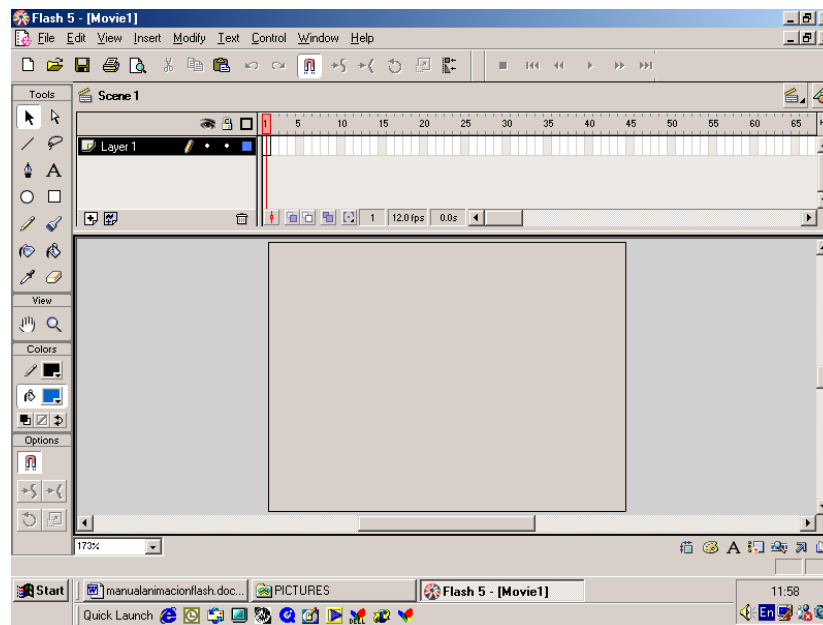 Flash 5 - [Movie1]
File Edit View Insert Modify Text Control Window Help
Tools
Scene 1
1 5 10 15 20 25 30 35 40 45 50 55 60 65
Layer 1
A
1 12.0 fps 0.0s
View
Colors
Options
173%
A
Start manualanimacionflash.doc... PICTURES Flash 5 - [Movie1] 11:58
Quick Launch DELL En